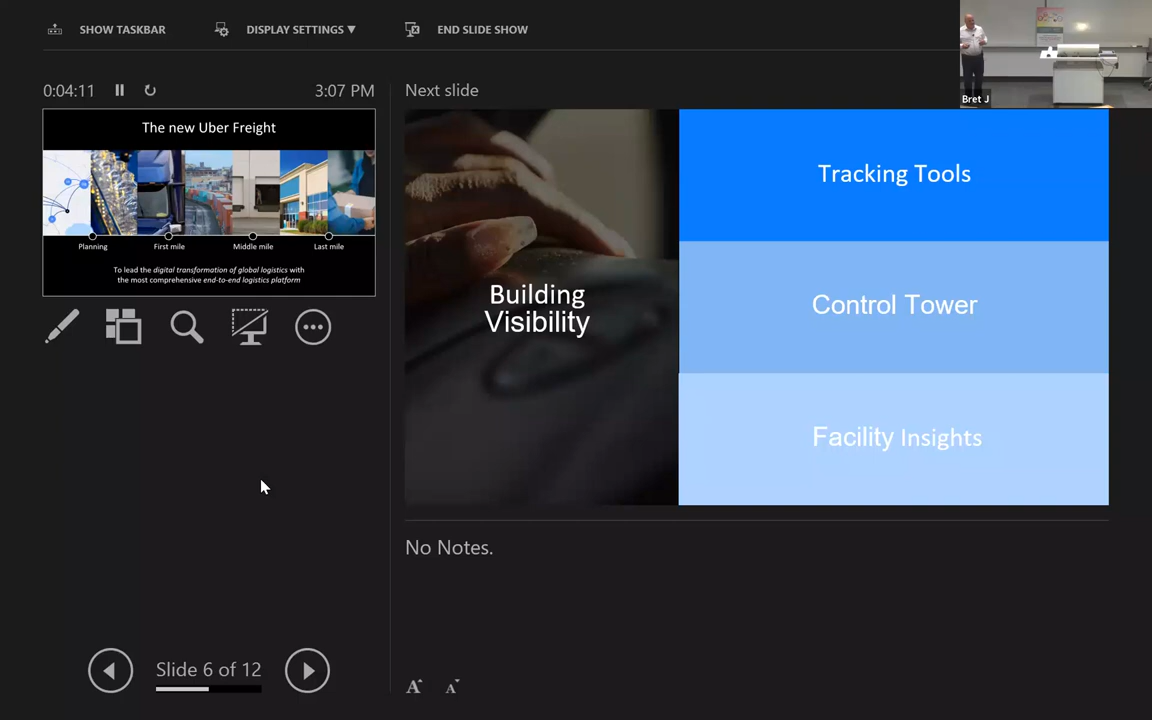 SHOW TASKBAR
DISPLAY SETTINGS ▼
END SLIDE SHOW
Bret J
0:04:11
3:07 PM
The new Uber Freight
Planning
First mile
Middle mile
Last mile
To lead the digital transformation of global logistics with
the most comprehensive end-to-end logistics platform
Slide 6 of 12
Next slide
Building
Visibility
Tracking Tools
Control Tower
Facility Insights
No Notes.
A A